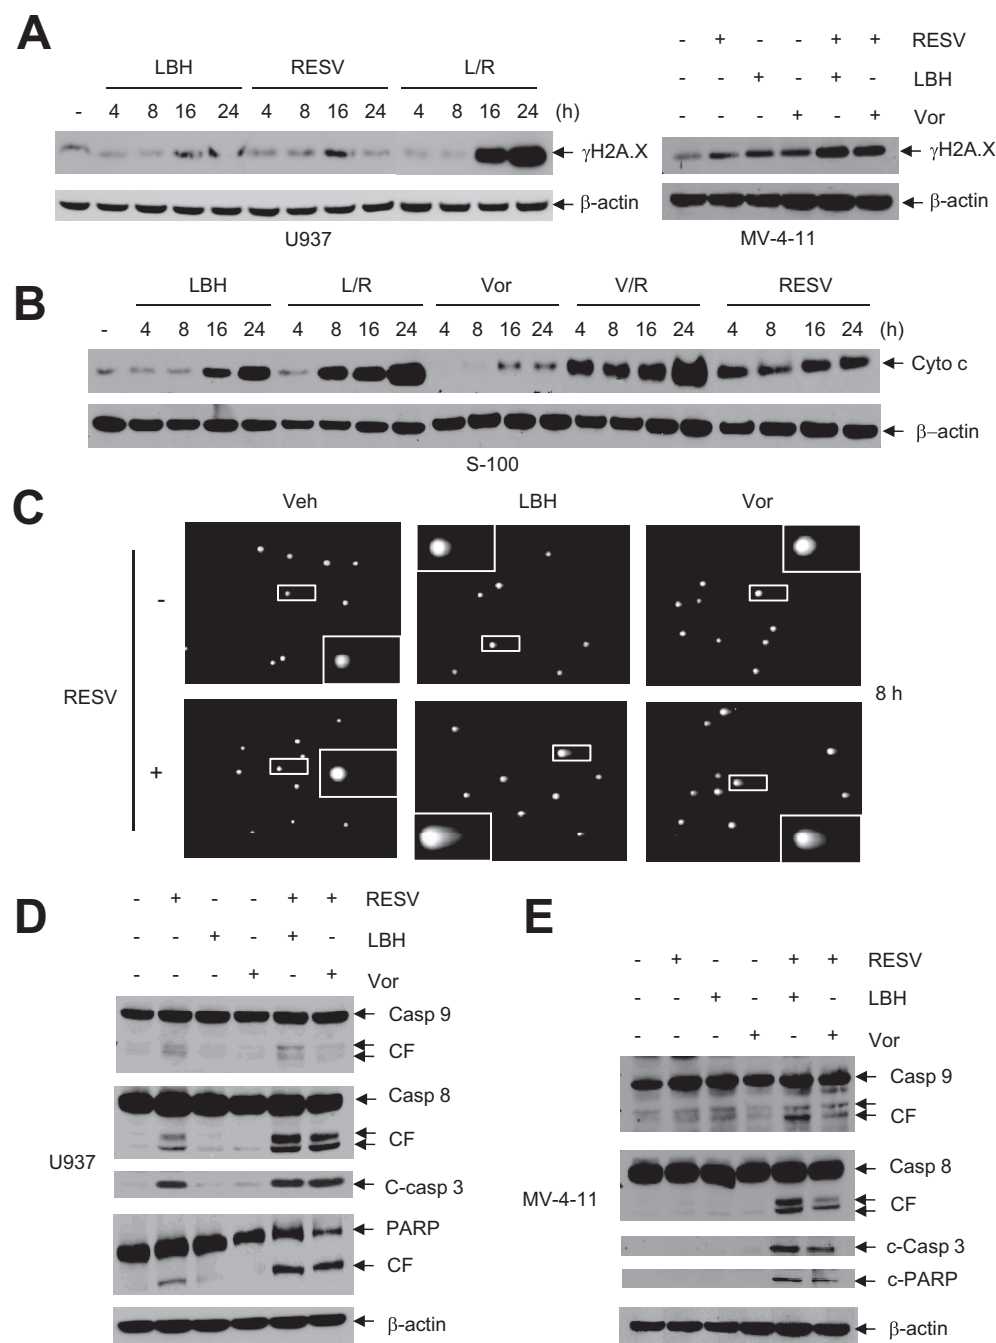 A
LBH RESV L/R
- 4 8 16 24 4 8 16 24 4 8 16 24 (h)
γH2A.X
β-actin
U937
- + - - + + RESV
- - + - + - LBH
- - - + - + Vor
γH2A.X
β-actin
MV-4-11
B
LBH L/R Vor V/R RESV
- 4 8 16 24 4 8 16 24 4 8 16 24 4 8 16 24 4 8 16 24 (h)
Cyto c
β–actin
S-100
C
Veh LBH Vor
-
RESV
+
8 h
D
- + - - + + RESV
- - + - + - LBH
- - - + - + Vor
Casp 9
CF
Casp 8
CF
U937
C-casp 3
PARP
CF
β-actin
E
- + - - + + RESV
- - + - + - LBH
- - - + - + Vor
Casp 9
CF
Casp 8
MV-4-11
CF
c-Casp 3
c-PARP
β-actin